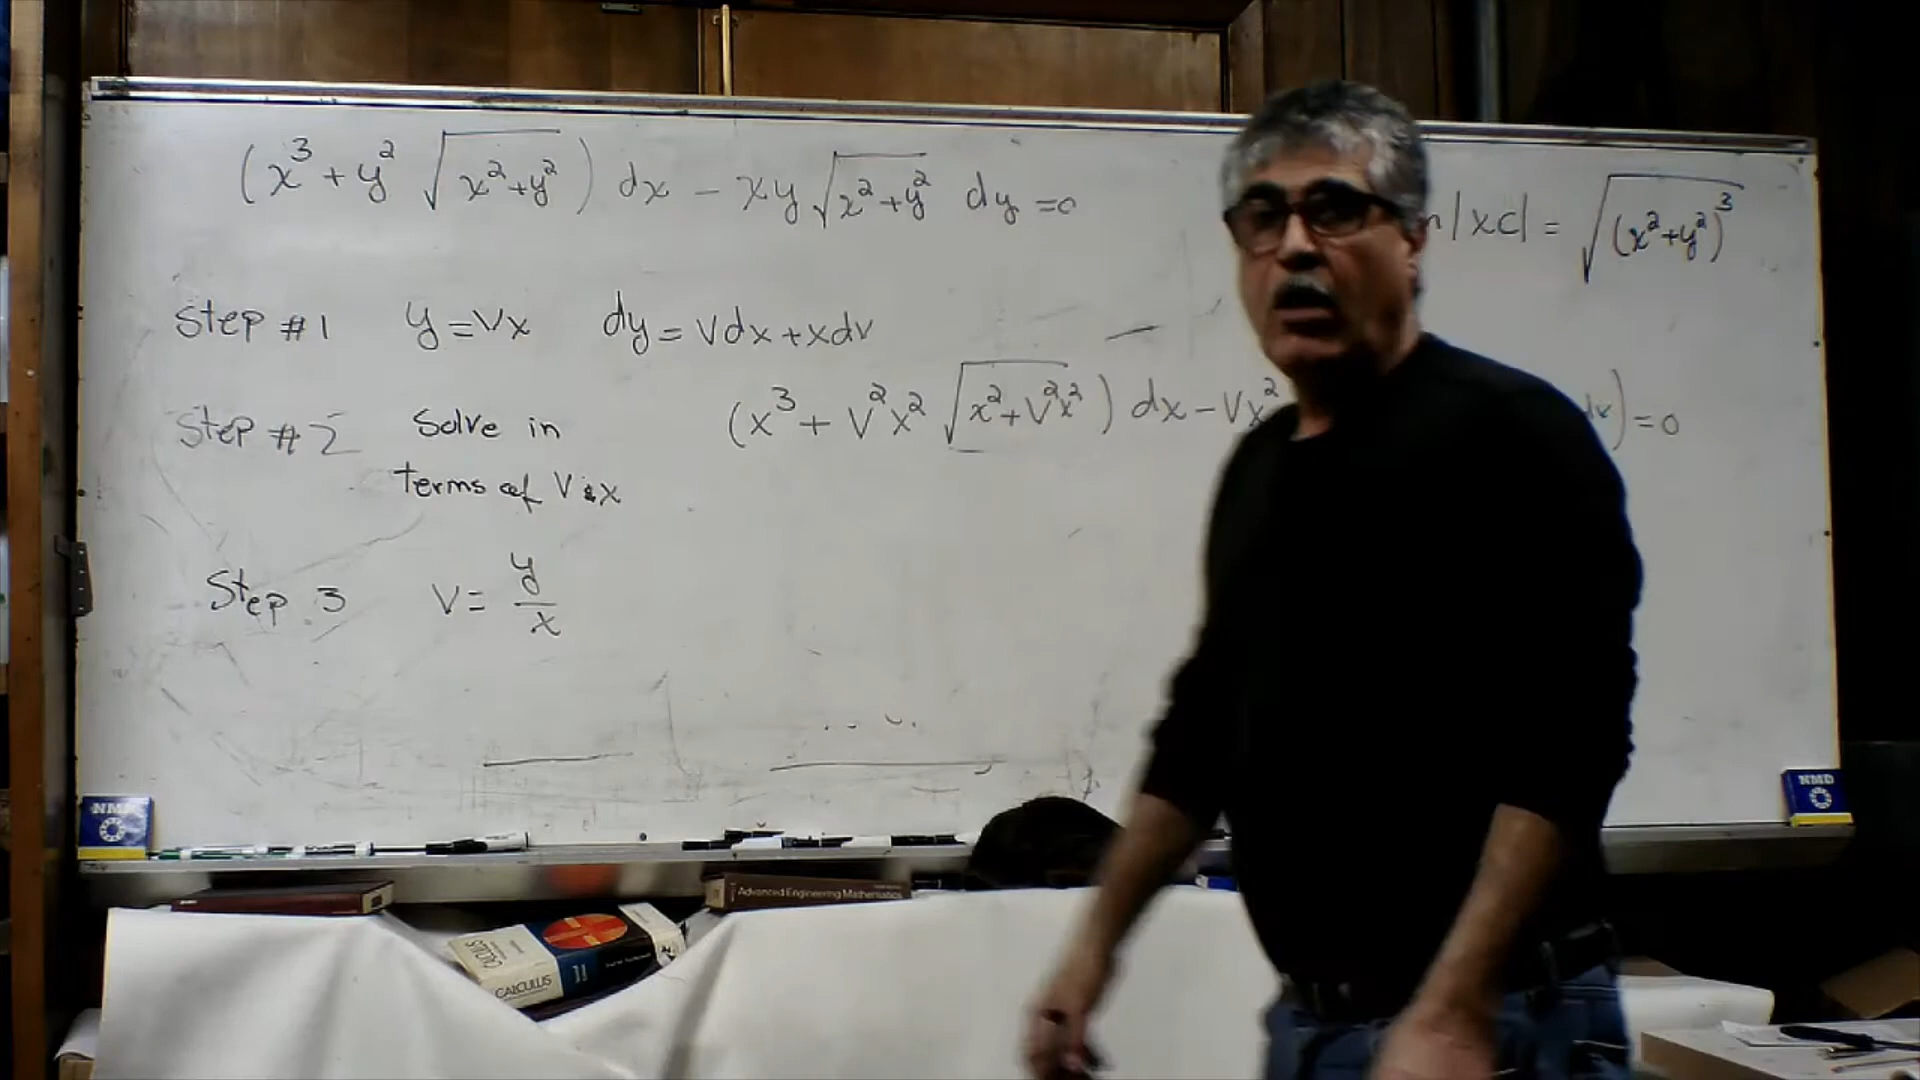 (x³ + y² √(x²+y²)) dx − xy √(x²+y²) dy = 0
n|xc| = √((x²+y²)³)
Step #1 y = Vx dy = Vdx + xdv
Step #2 Solve in
terms of V & x
(x³ + V²x² √(x²+V²x²)) dx − Vx²
) = 0
Step 3 V = y/x
NMD
NMD
Advanced Engineering Mathematics
CALCULUS
CALCULUS